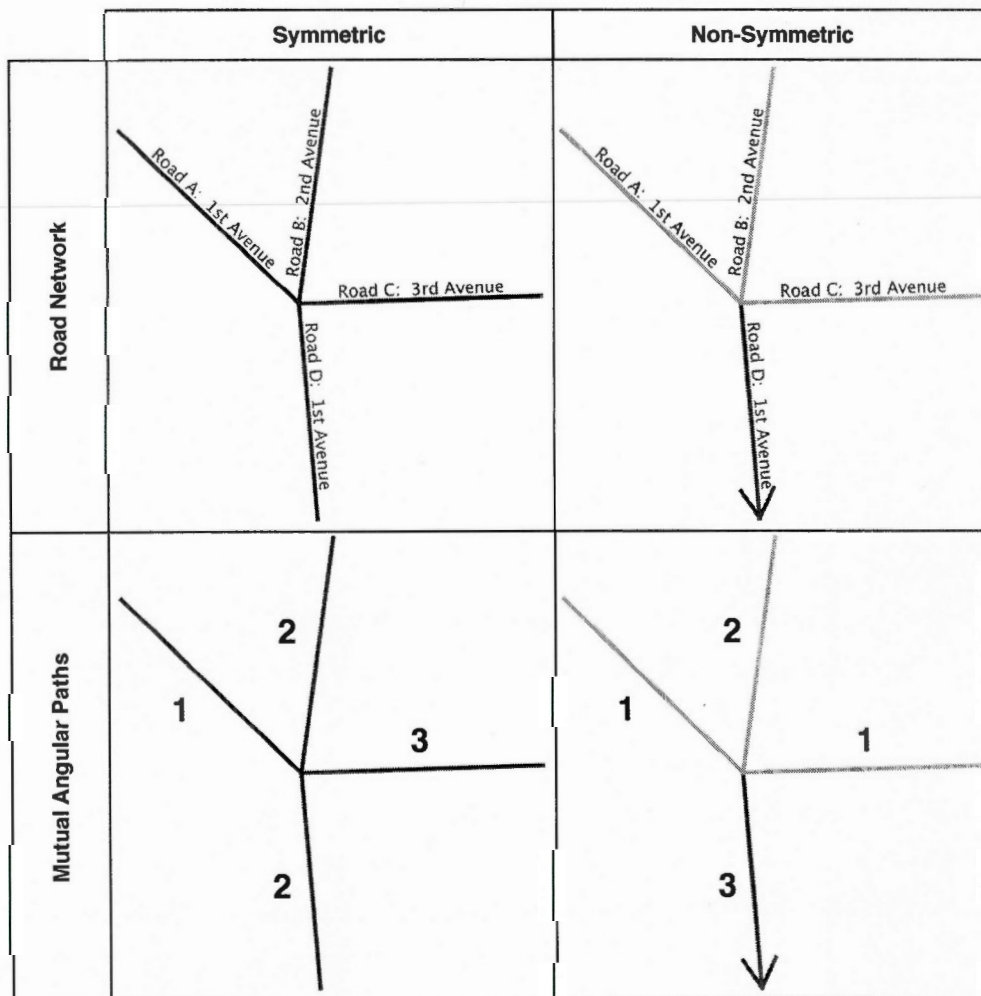 Symmetric
Non-Symmetric
Road Network
Road A: 1st Avenue
Road B: 2nd Avenue
Road C: 3rd Avenue
Road D: 1st Avenue
Road A: 1st Avenue
Road B: 2nd Avenue
Road C: 3rd Avenue
Road D: 1st Avenue
Mutual Angular Paths
1
2
3
2
1
2
1
3